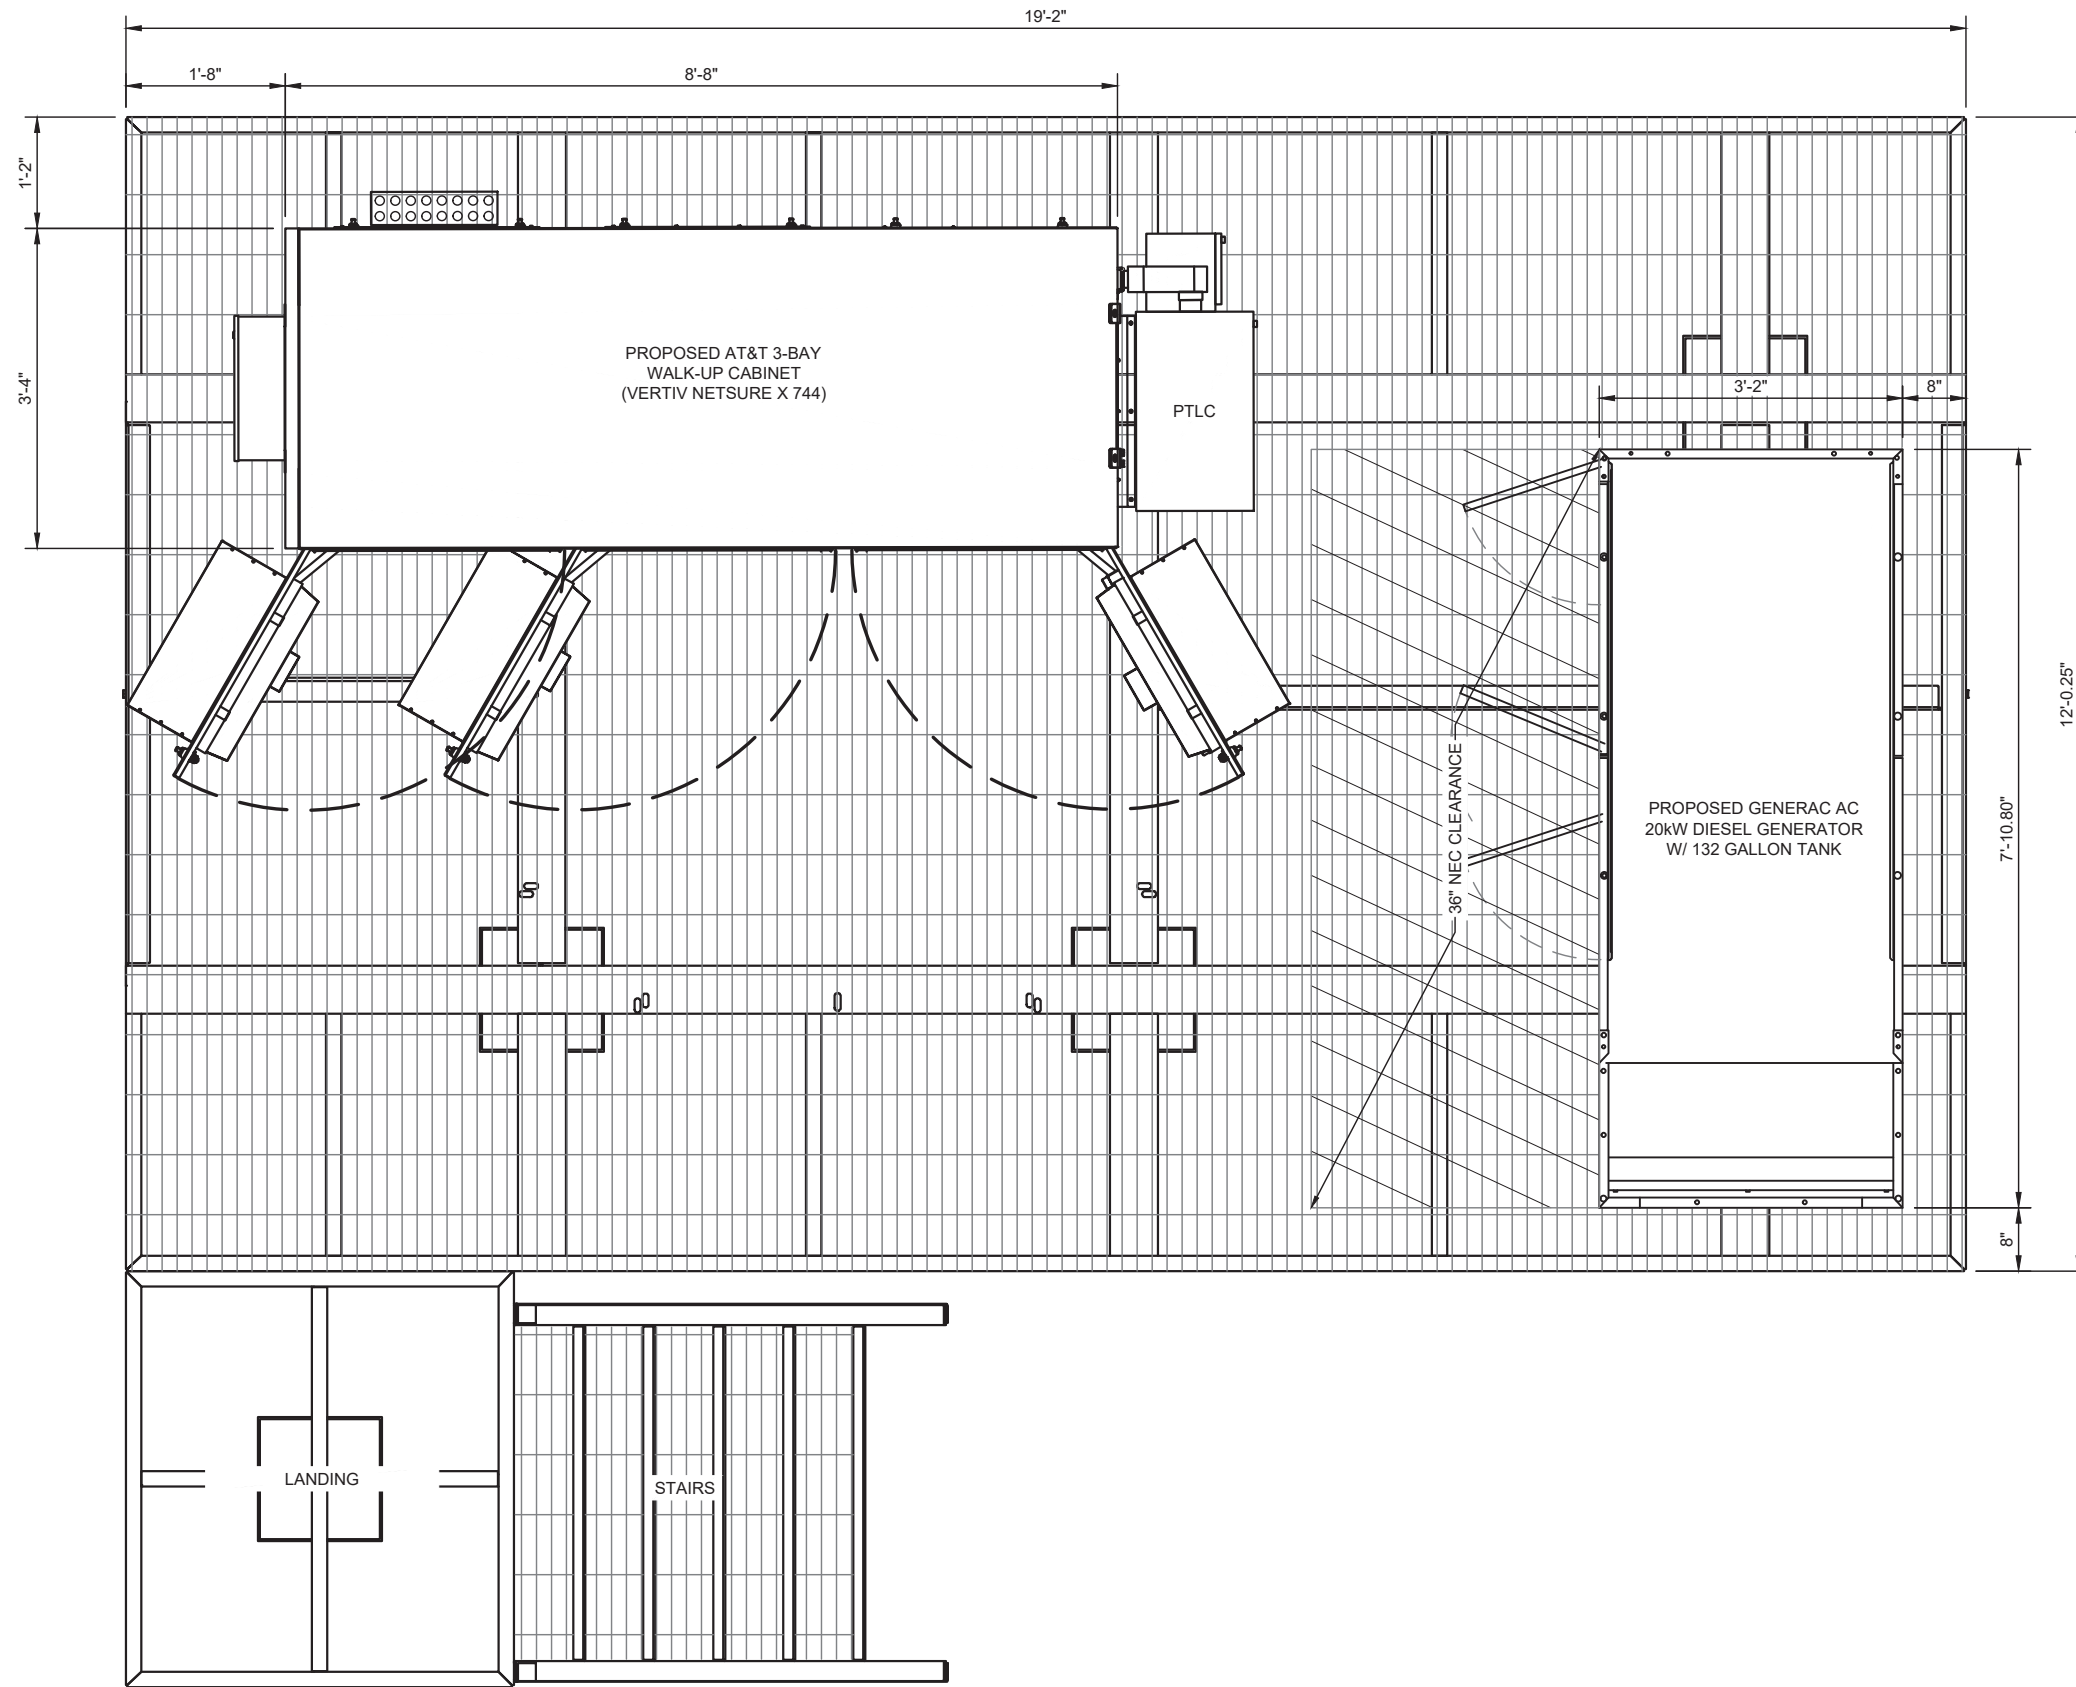 19'-2"
1'-8"
8'-8"
1'-2"
3'-4"
PROPOSED AT&T 3-BAY
WALK-UP CABINET
(VERTIV NETSURE X 744)
PTLC
3'-2"
8"
36" NEC CLEARANCE
PROPOSED GENERAC AC
20kW DIESEL GENERATOR
W/ 132 GALLON TANK
7'-10.80"
12'-0.25"
8"
LANDING
STAIRS